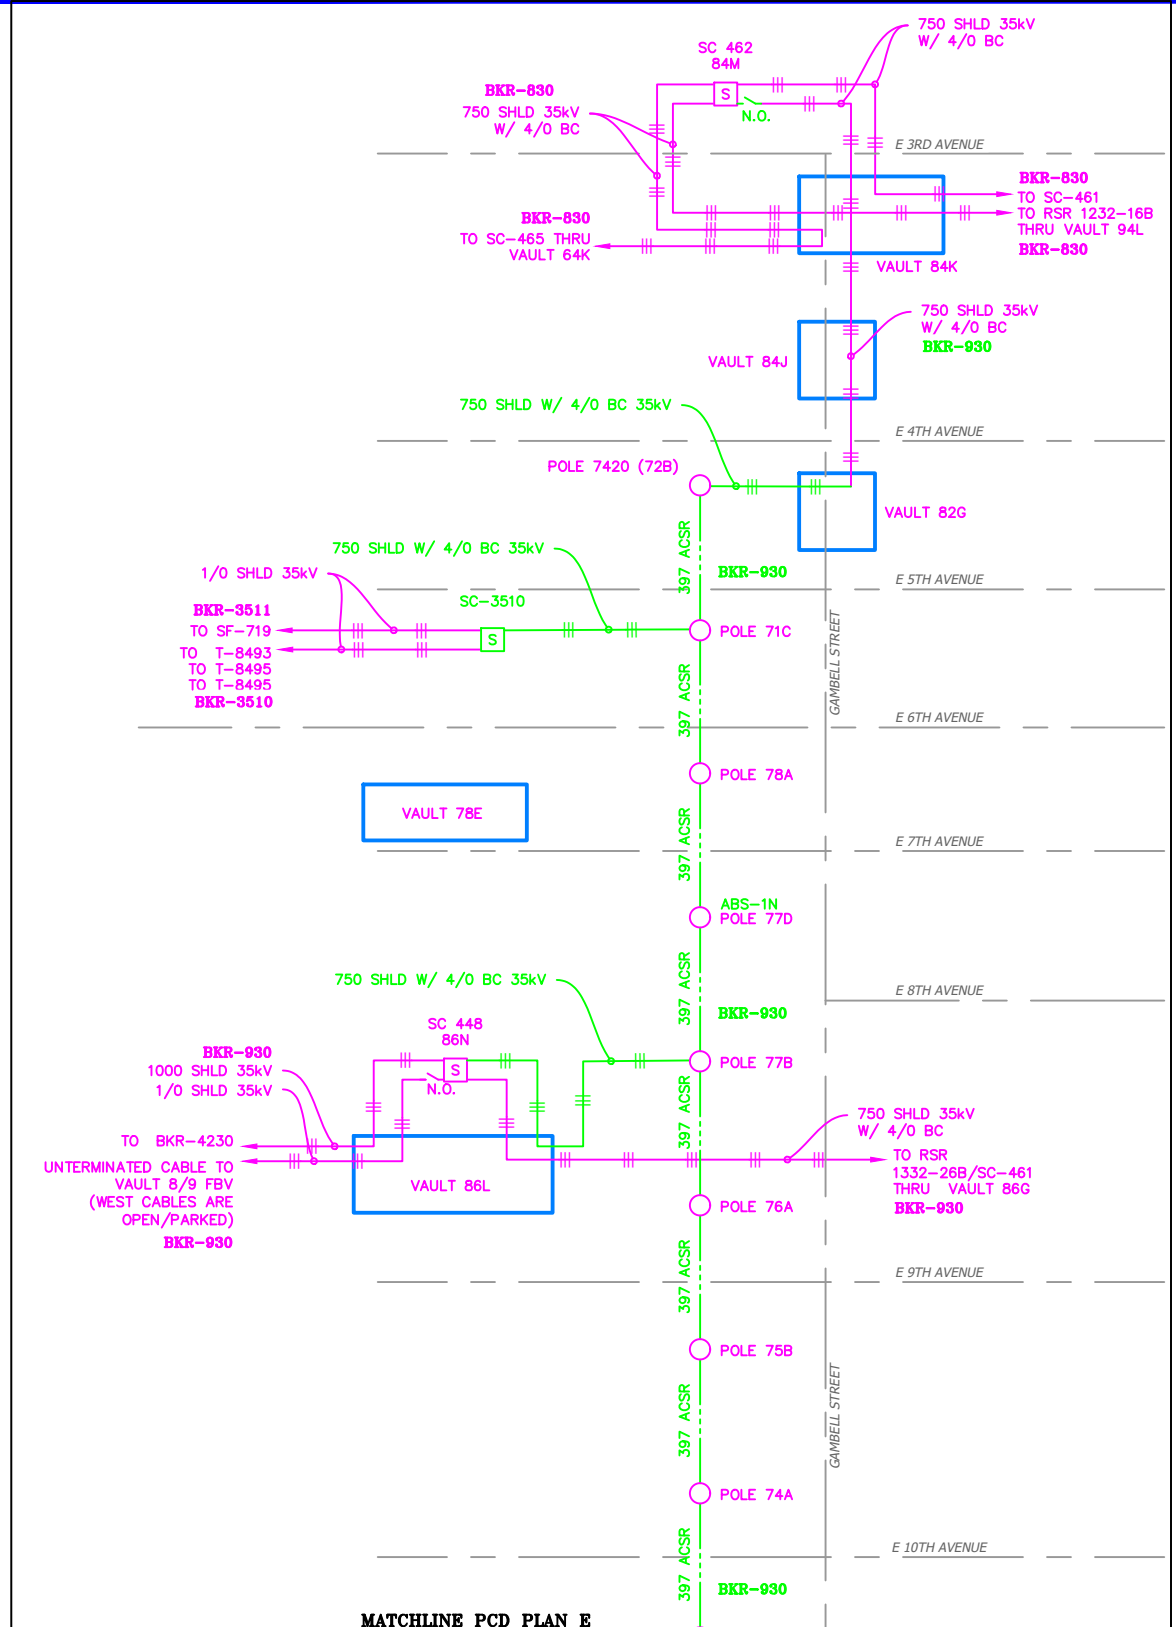 750 SHLD 35kV
W/ 4/0 BC
SC 462
84M
S
N.O.
BKR-830
750 SHLD 35kV
W/ 4/0 BC
E 3RD AVENUE
BKR-830
TO SC-461
TO RSR 1232-16B
THRU VAULT 94L
BKR-830
BKR-830
TO SC-465 THRU
VAULT 64K
VAULT 84K
750 SHLD 35kV
W/ 4/0 BC
BKR-930
VAULT 84J
750 SHLD W/ 4/0 BC 35kV
E 4TH AVENUE
POLE 7420 (72B)
VAULT 82G
397 ACSR
750 SHLD W/ 4/0 BC 35kV
BKR-930
E 5TH AVENUE
1/0 SHLD 35kV
SC-3510
S
BKR-3511
TO SF-719
TO T-8493
TO T-8495
TO T-8495
BKR-3510
POLE 71C
GAMBELL STREET
397 ACSR
E 6TH AVENUE
POLE 78A
VAULT 78E
397 ACSR
E 7TH AVENUE
ABS-1N
POLE 77D
397 ACSR
750 SHLD W/ 4/0 BC 35kV
E 8TH AVENUE
BKR-930
SC 448
86N
S
N.O.
BKR-930
1000 SHLD 35kV
1/0 SHLD 35kV
POLE 77B
397 ACSR
750 SHLD 35kV
W/ 4/0 BC
TO BKR-4230
UNTERMINATED CABLE TO
VAULT 8/9 FBV
(WEST CABLES ARE
OPEN/PARKED)
BKR-930
VAULT 86L
TO RSR
1332-26B/SC-461
THRU VAULT 86G
BKR-930
POLE 76A
397 ACSR
E 9TH AVENUE
POLE 75B
397 ACSR
GAMBELL STREET
POLE 74A
397 ACSR
E 10TH AVENUE
BKR-930
MATCHLINE PCD PLAN E